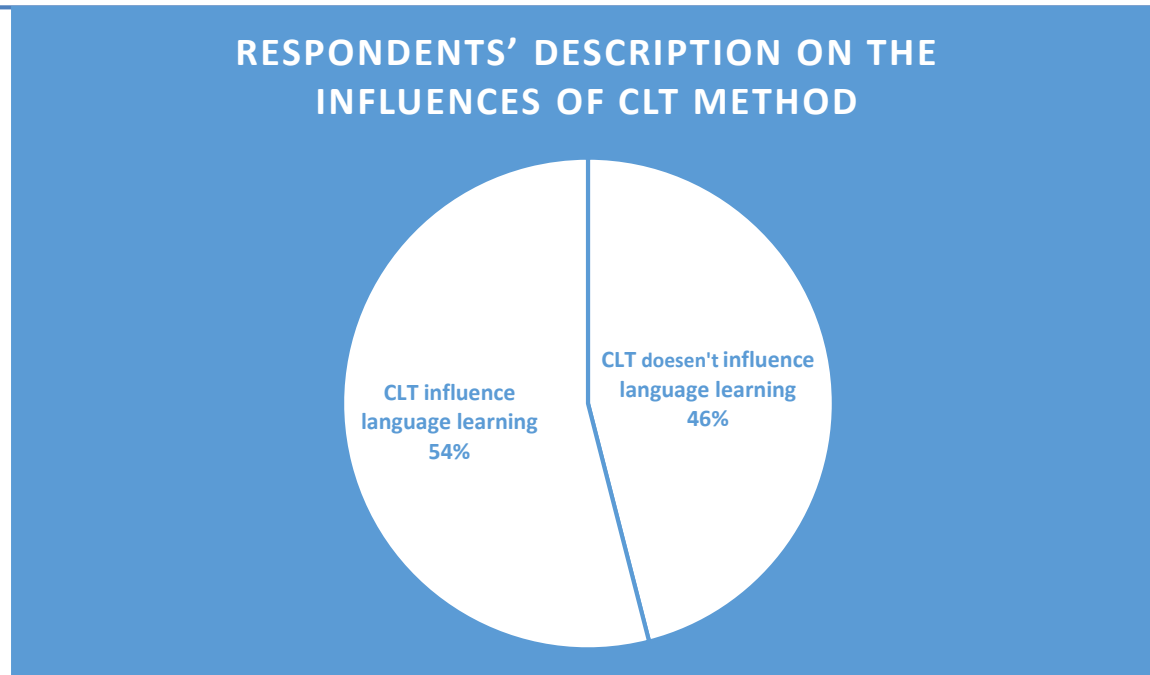 RESPONDENTS’ DESCRIPTION ON THE
INFLUENCES OF CLT METHOD
CLT doesen't influence
language learning
46%
CLT influence
language learning
54%